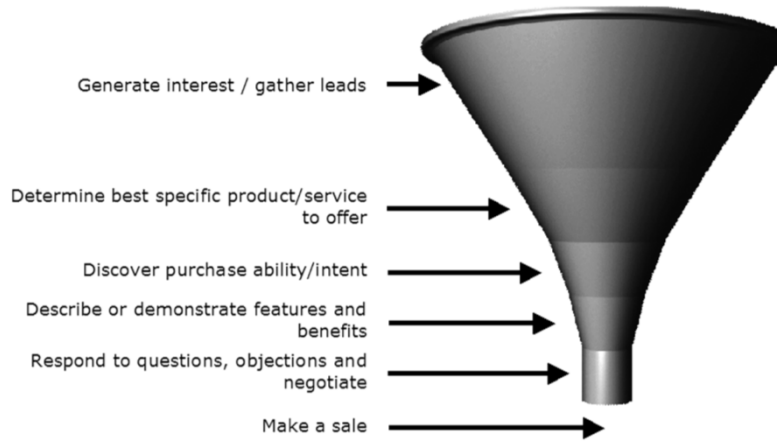 Generate interest / gather leads
Determine best specific product/service
to offer
Discover purchase ability/intent
Describe or demonstrate features and
benefits
Respond to questions, objections and
negotiate
Make a sale